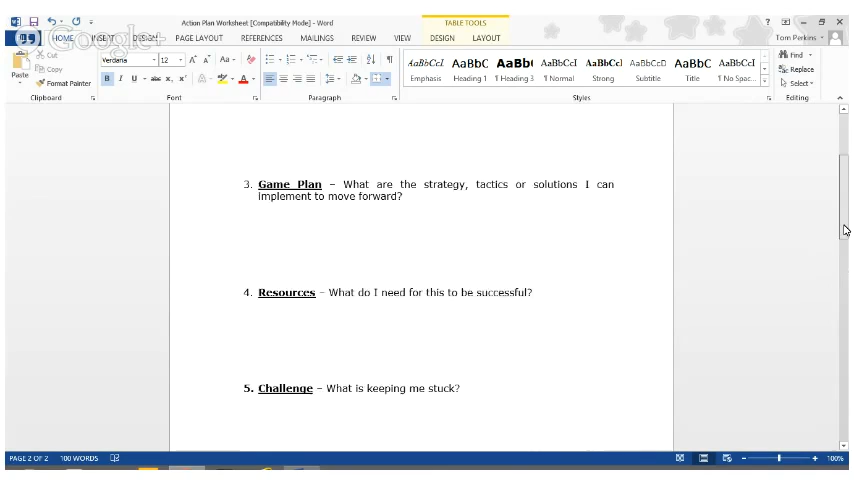 Action Plan Worksheet [Compatibility Mode] - Word
TABLE TOOLS
Google+
HOME INSERT DESIGN PAGE LAYOUT REFERENCES MAILINGS REVIEW VIEW DESIGN LAYOUT
Tom Perkins
Paste
Cut
Copy
Format Painter
Verdana 12
Find
Replace
Select
AaBbCcI AaBbC AaBb( AaBbCcI AaBbCcl AaBbCcD AaBbC AaBbCcI
Emphasis Heading 1 ¶ Heading 3 ¶ Normal Strong Subtitle Title ¶ No Spac...
Clipboard Font Paragraph Styles Editing
3. Game Plan – What are the strategy, tactics or solutions I can
implement to move forward?
4. Resources – What do I need for this to be successful?
5. Challenge – What is keeping me stuck?
PAGE 2 OF 2 100 WORDS 100%